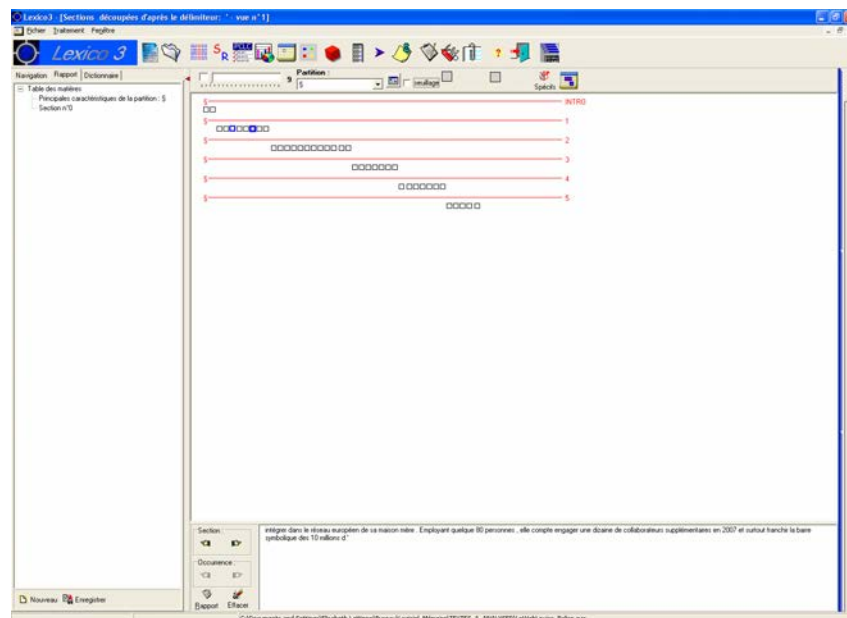 Lexico3 - [Sections découpées d'après le délimiteur: ' - vue n°1]
Fichier Traitement Fenêtre
Lexico 3
Navigation Rapport Dictionnaire
Partition :
9 §
seuillage
Spécifs
Table des matières
Principales caractéristiques de la partition : §
Section n°0
§ INTRO
§ 1
§ 2
§ 3
§ 4
§ 5
Section :
intégrer dans le réseau européen de sa maison mère . Employant quelque 80 personnes , elle compte engager une dizaine de collaborateurs supplémentaires en 2007 et surtout franchir la barre
symbolique des 10 millions d'
Occurrence :
Rapport Effacer
Nouveau Enregistrer